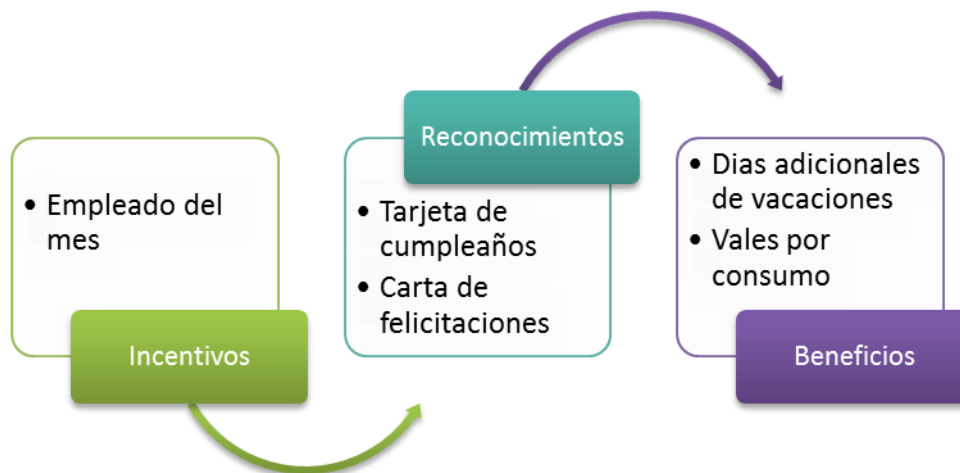 • Empleado del
mes
Incentivos
Reconocimientos
• Tarjeta de
cumpleaños
• Carta de
felicitaciones
• Dias adicionales
de vacaciones
• Vales por
consumo
Beneficios